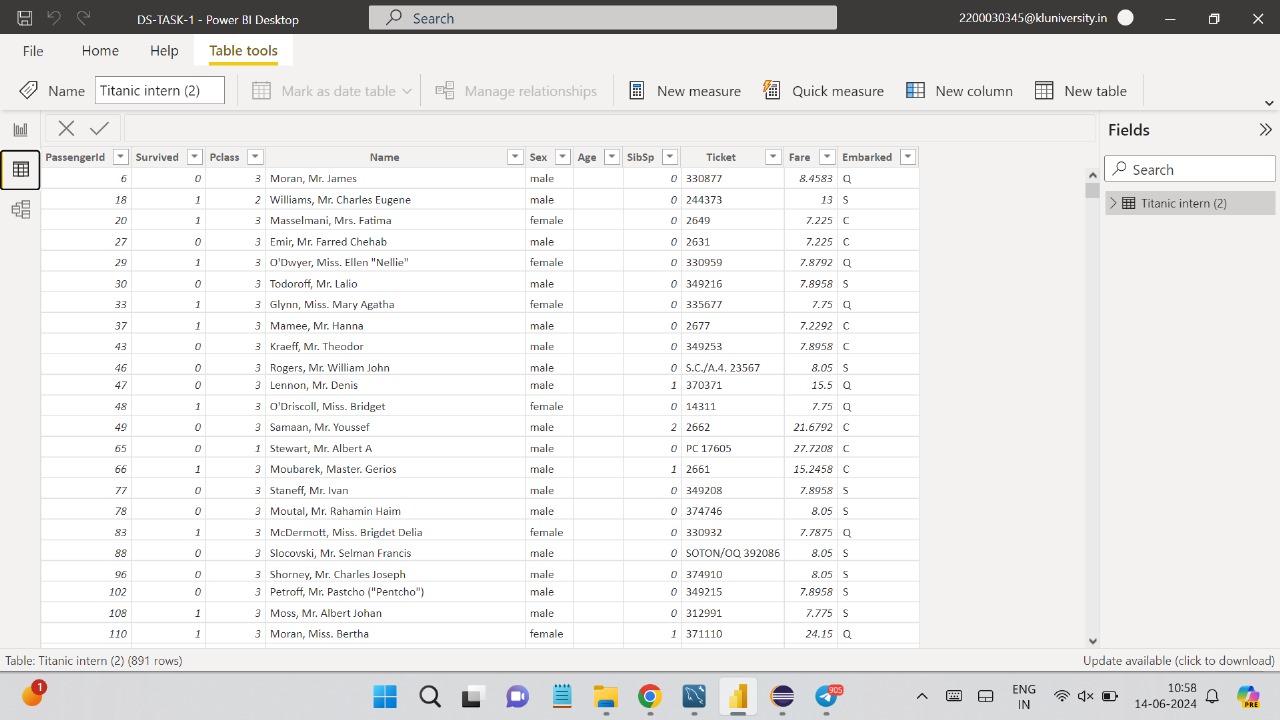 DS-TASK-1 - Power BI Desktop
Search
2200030345@kluniversity.in
File Home Help Table tools
Name Titanic intern (2) Mark as date table Manage relationships New measure Quick measure New column New table
Fields
Search
Titanic intern (2)
PassengerId Survived Pclass Name Sex Age SibSp Ticket Fare Embarked
6 0 3 Moran, Mr. James male 0 330877 8.4583 Q
18 1 2 Williams, Mr. Charles Eugene male 0 244373 13 S
20 1 3 Masselmani, Mrs. Fatima female 0 2649 7.225 C
27 0 3 Emir, Mr. Farred Chehab male 0 2631 7.225 C
29 1 3 O'Dwyer, Miss. Ellen "Nellie" female 0 330959 7.8792 Q
30 0 3 Todoroff, Mr. Lalio male 0 349216 7.8958 S
33 1 3 Glynn, Miss. Mary Agatha female 0 335677 7.75 Q
37 1 3 Mamee, Mr. Hanna male 0 2677 7.2292 C
43 0 3 Kraeff, Mr. Theodor male 0 349253 7.8958 C
46 0 3 Rogers, Mr. William John male 0 S.C./A.4. 23567 8.05 S
47 0 3 Lennon, Mr. Denis male 1 370371 15.5 Q
48 1 3 O'Driscoll, Miss. Bridget female 0 14311 7.75 Q
49 0 3 Samaan, Mr. Youssef male 2 2662 21.6792 C
65 0 1 Stewart, Mr. Albert A male 0 PC 17605 27.7208 C
66 1 3 Moubarek, Master. Gerios male 1 2661 15.2458 C
77 0 3 Staneff, Mr. Ivan male 0 349208 7.8958 S
78 0 3 Moutal, Mr. Rahamin Haim male 0 374746 8.05 S
83 1 3 McDermott, Miss. Brigdet Delia female 0 330932 7.7875 Q
88 0 3 Slocovski, Mr. Selman Francis male 0 SOTON/OQ 392086 8.05 S
96 0 3 Shorney, Mr. Charles Joseph male 0 374910 8.05 S
102 0 3 Petroff, Mr. Pastcho ("Pentcho") male 0 349215 7.8958 S
108 1 3 Moss, Mr. Albert Johan male 0 312991 7.775 S
110 1 3 Moran, Miss. Bertha female 1 371110 24.15 Q
Table: Titanic intern (2) (891 rows)
Update available (click to download)
1
905
ENG
IN
10:58
14-06-2024
PRE